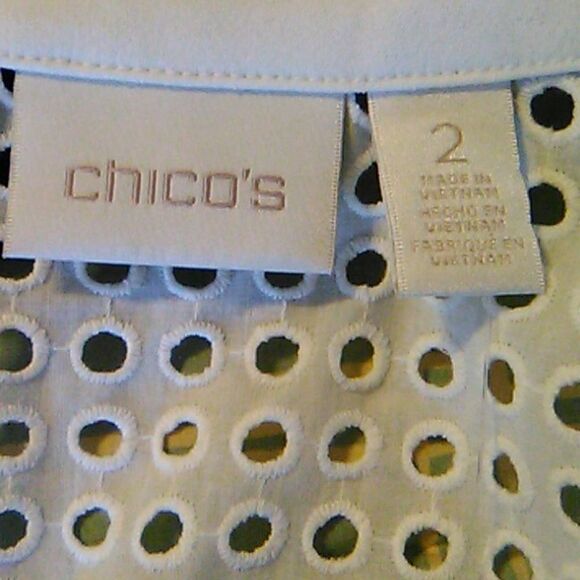 chico's
2
MADE IN
VIETNAM
HECHO EN
VIETNAM
FABRIQUÉ EN
VIETNAM